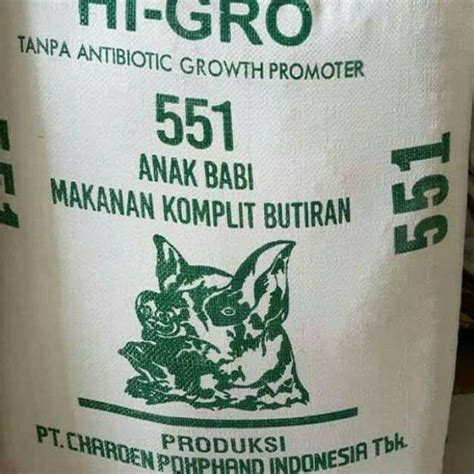 HI-GRO
TANPA ANTIBIOTIC GROWTH PROMOTER
551
ANAK BABI
MAKANAN KOMPLIT BUTIRAN
551
551
PRODUKSI
PT. CHAROEN POKPHAND INDONESIA Tbk.